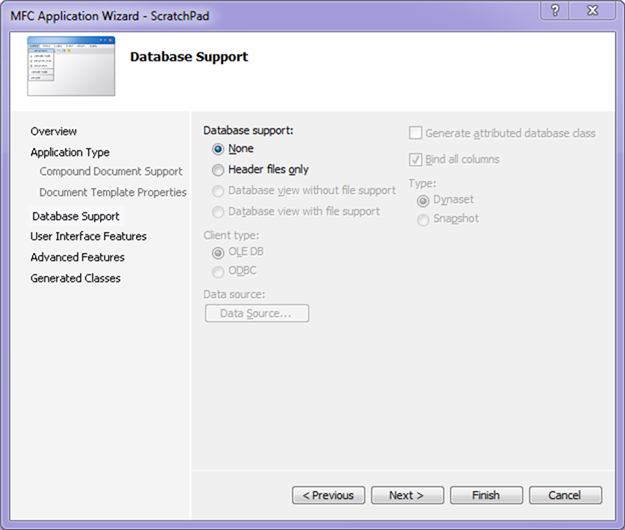 MFC Application Wizard - ScratchPad
Database Support
Overview
Application Type
Compound Document Support
Document Template Properties
Database Support
User Interface Features
Advanced Features
Generated Classes
Database support:
None
Header files only
Database view without file support
Database view with file support
Client type:
OLE DB
ODBC
Data source:
Data Source...
Generate attributed database class
Bind all columns
Type:
Dynaset
Snapshot
< Previous
Next >
Finish
Cancel